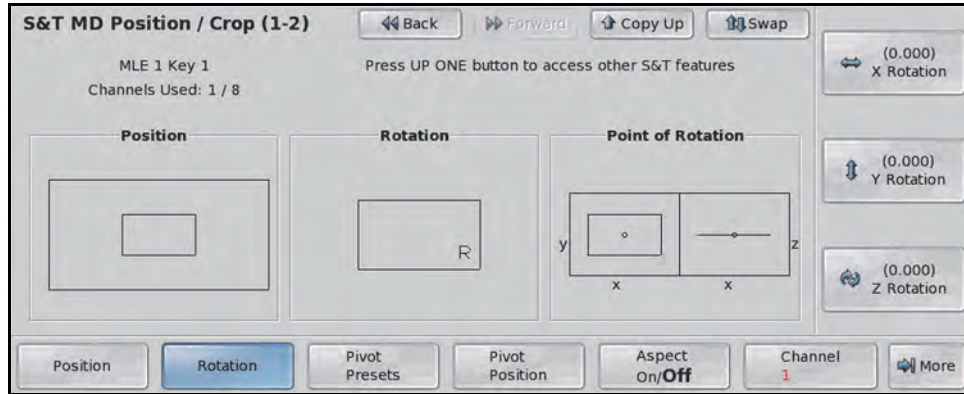 S&T MD Position / Crop (1-2)
Back
Forward
Copy Up
Swap
MLE 1 Key 1
Channels Used: 1 / 8
Press UP ONE button to access other S&T features
(0.000)
X Rotation
(0.000)
Y Rotation
(0.000)
Z Rotation
Position
Rotation
Point of Rotation
R
y
z
x
x
Position
Rotation
Pivot
Presets
Pivot
Position
Aspect
On/Off
Channel
1
More